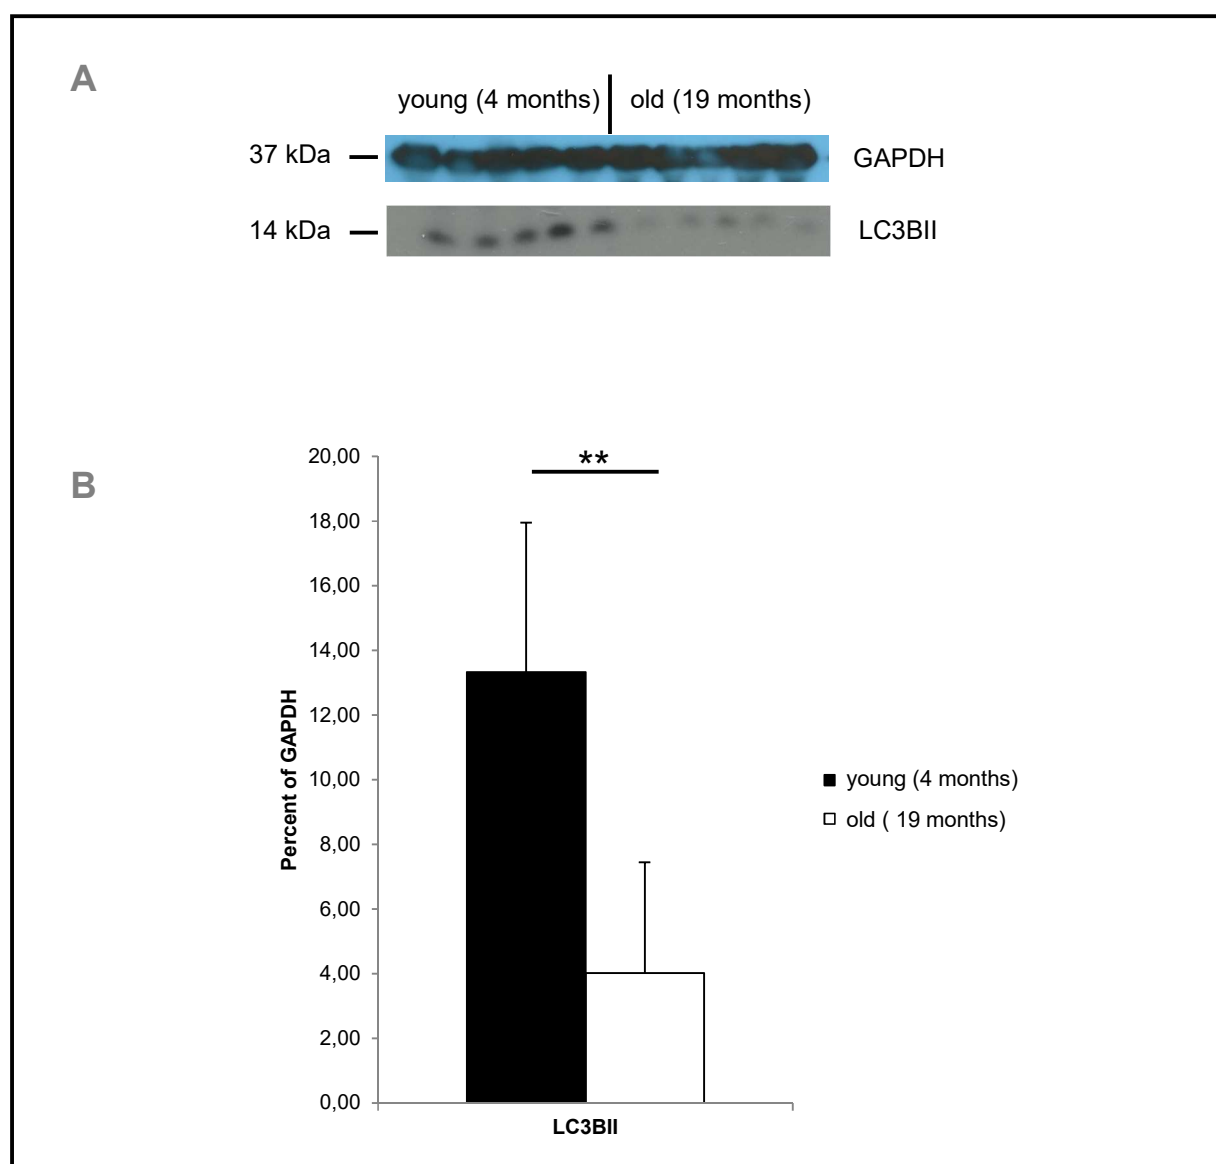 A
young (4 months) old (19 months)
37 kDa GAPDH
14 kDa LC3BII
B
**
20,00
18,00
16,00
14,00
12,00
10,00
8,00
6,00
4,00
2,00
0,00
Percent of GAPDH
LC3BII
young (4 months)
old ( 19 months)